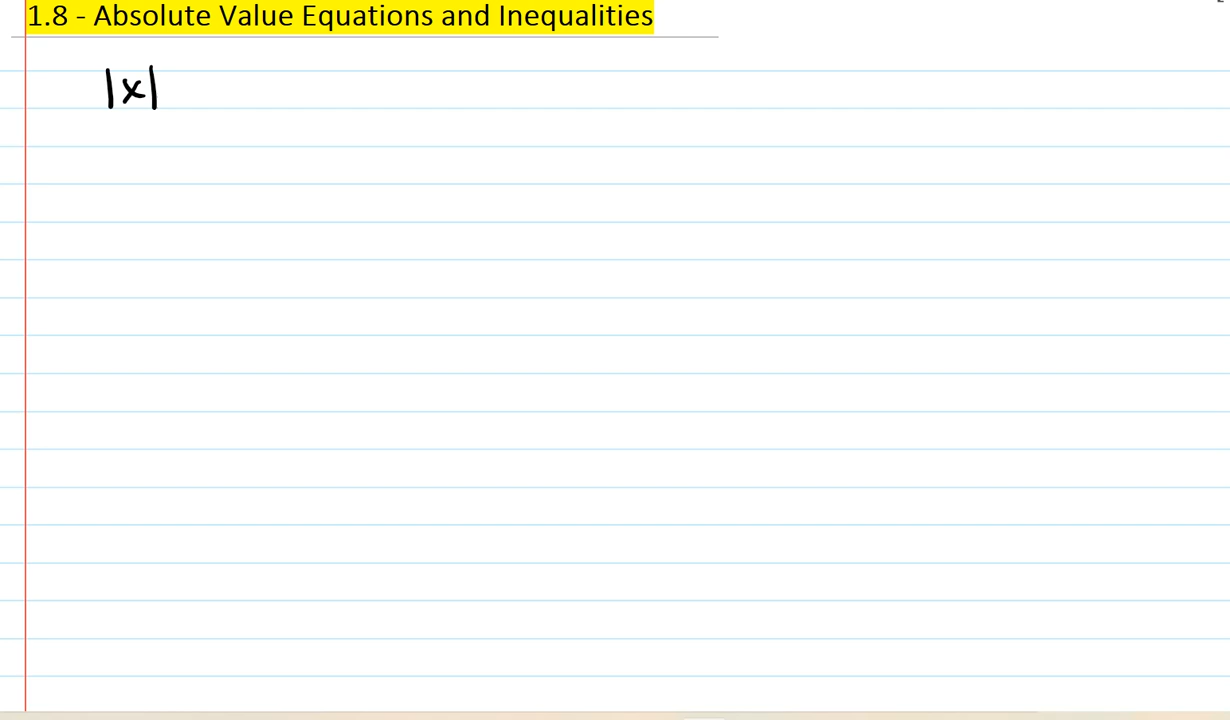 1.8 - Absolute Value Equations and Inequalities
|x|